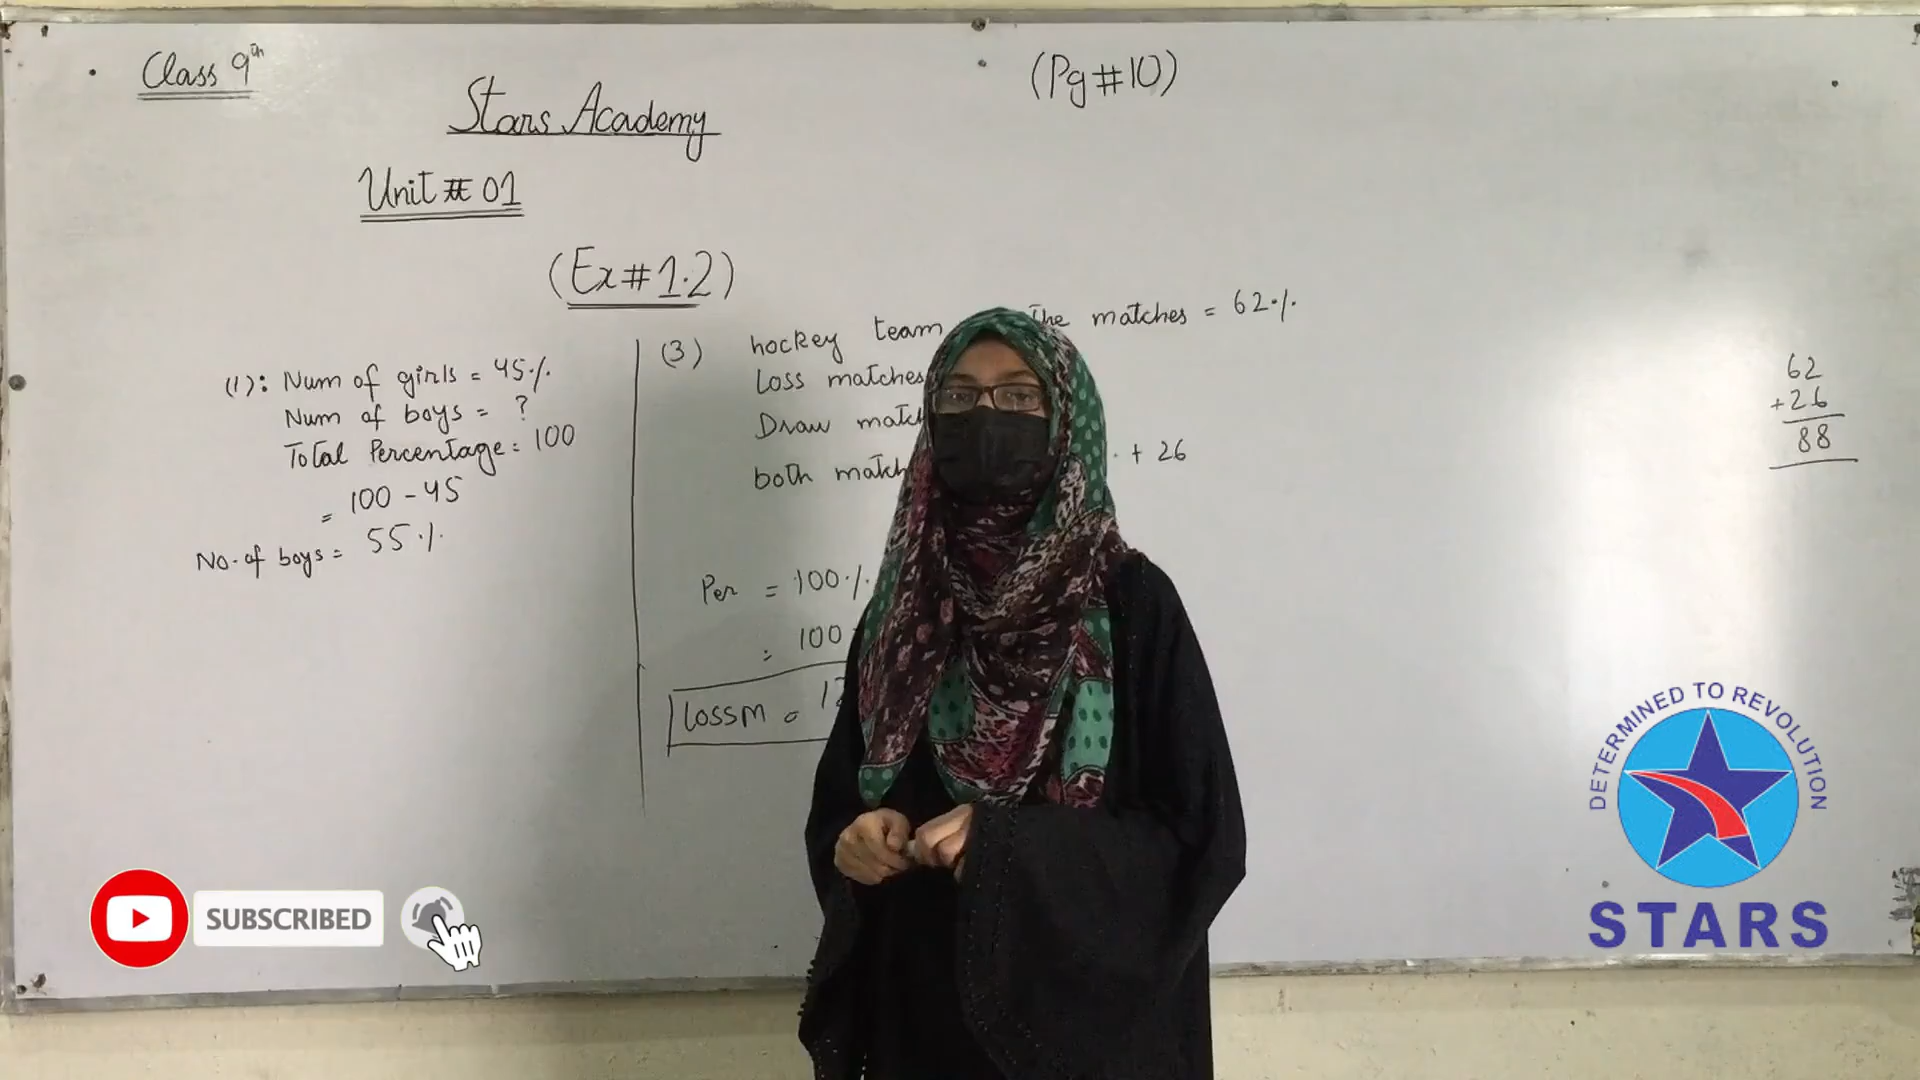 Class 9th
(Pg # 10)
Stars Academy
Unit # 01
(Ex # 1.2)
(1): Num of girls = 45%
Num of boys = ?
Total Percentage = 100
= 100 - 45
No. of boys = 55%
(3) hockey team The matches = 62%
Loss matches
Draw match
both match + 26
Per = 100%
= 100
Loss M =
62
+ 26
88
DETERMINED TO REVOLUTION
STARS
SUBSCRIBED